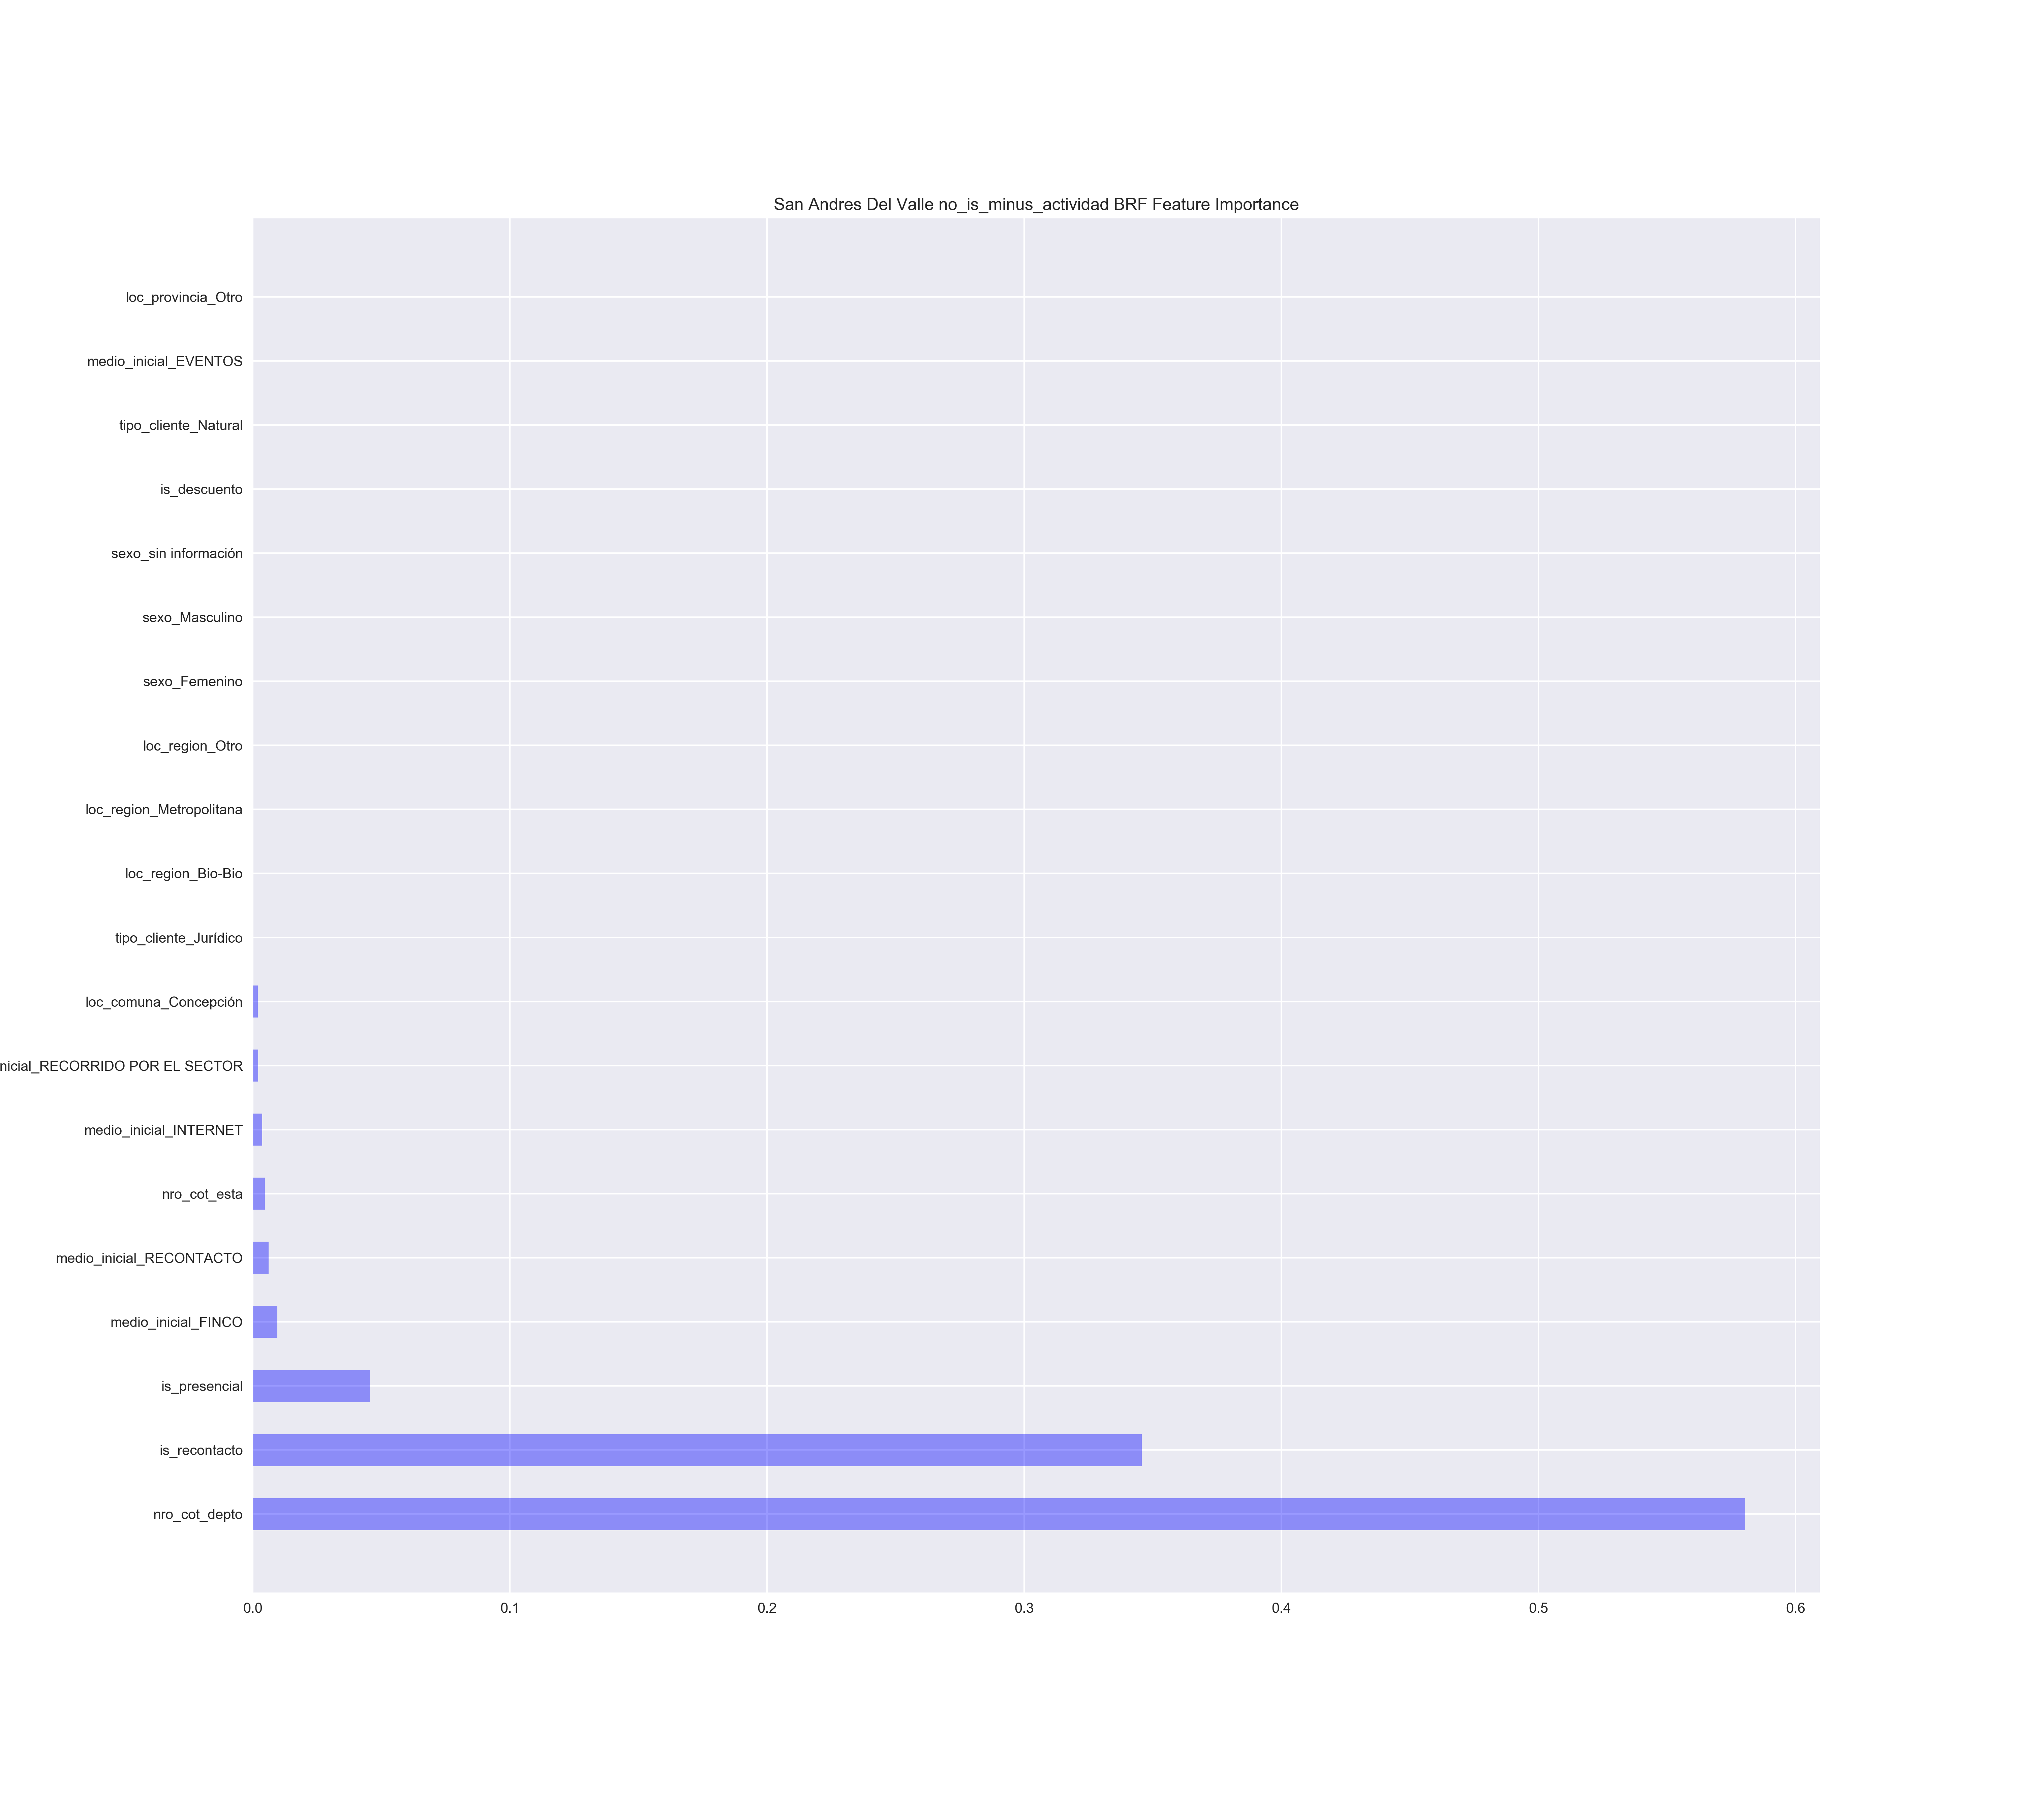 San Andres Del Valle no_is_minus_actividad BRF Feature Importance
loc_provincia_Otro
medio_inicial_EVENTOS
tipo_cliente_Natural
is_descuento
sexo_sin información
sexo_Masculino
sexo_Femenino
loc_region_Otro
loc_region_Metropolitana
loc_region_Bio-Bio
tipo_cliente_Jurídico
loc_comuna_Concepción
nicial_RECORRIDO POR EL SECTOR
medio_inicial_INTERNET
nro_cot_esta
medio_inicial_RECONTACTO
medio_inicial_FINCO
is_presencial
is_recontacto
nro_cot_depto
0.0 0.1 0.2 0.3 0.4 0.5 0.6